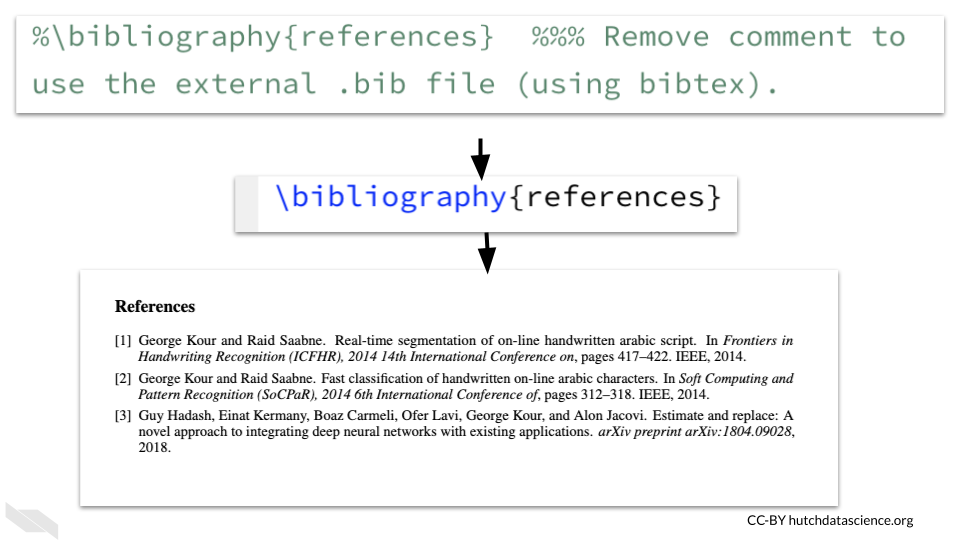 %\bibliography{references}  %%% Remove comment to
use the external .bib file (using bibtex).
\bibliography{references}
References
[1] George Kour and Raid Saabne. Real-time segmentation of on-line handwritten arabic script. In Frontiers in
Handwriting Recognition (ICFHR), 2014 14th International Conference on, pages 417–422. IEEE, 2014.
[2] George Kour and Raid Saabne. Fast classification of handwritten on-line arabic characters. In Soft Computing and
Pattern Recognition (SoCPaR), 2014 6th International Conference of, pages 312–318. IEEE, 2014.
[3] Guy Hadash, Einat Kermany, Boaz Carmeli, Ofer Lavi, George Kour, and Alon Jacovi. Estimate and replace: A
novel approach to integrating deep neural networks with existing applications. arXiv preprint arXiv:1804.09028,
2018.
CC-BY hutchdatascience.org